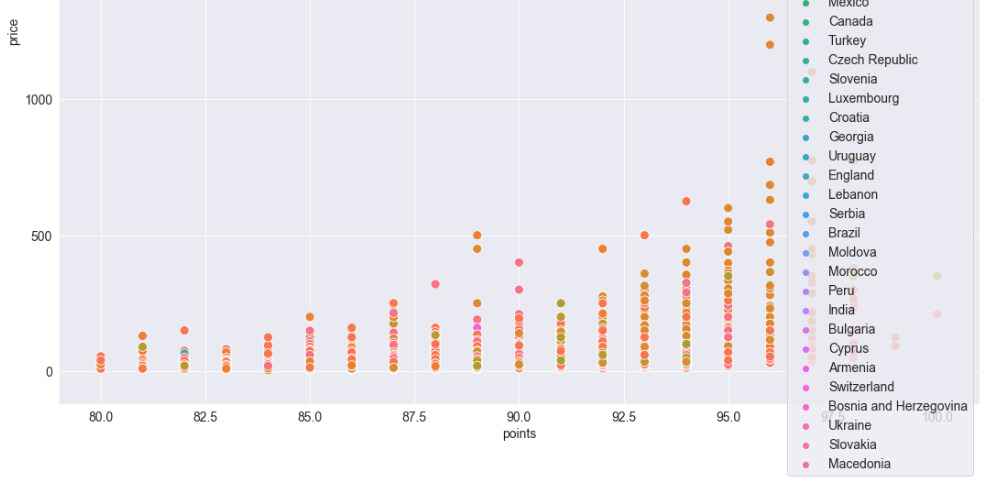 price
1000
500
0
80.0 82.5 85.0 87.5 90.0 92.5 95.0 97.5 100.0
points
Mexico
Canada
Turkey
Czech Republic
Slovenia
Luxembourg
Croatia
Georgia
Uruguay
England
Lebanon
Serbia
Brazil
Moldova
Morocco
Peru
India
Bulgaria
Cyprus
Armenia
Switzerland
Bosnia and Herzegovina
Ukraine
Slovakia
Macedonia